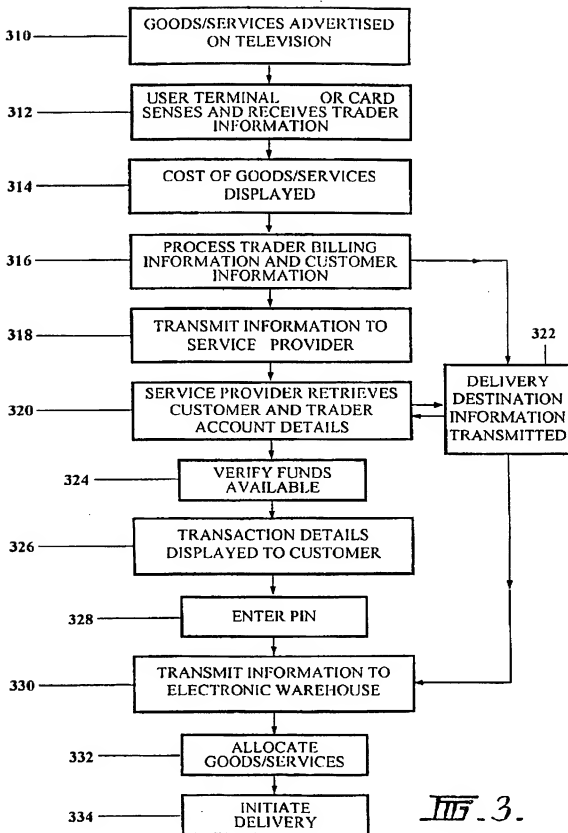 310
GOODS/SERVICES ADVERTISED
ON TELEVISION
312
USER TERMINAL OR CARD
SENSES AND RECEIVES TRADER
INFORMATION
314
COST OF GOODS/SERVICES
DISPLAYED
316
PROCESS TRADER BILLING
INFORMATION AND CUSTOMER
INFORMATION
318
TRANSMIT INFORMATION TO
SERVICE PROVIDER
322
DELIVERY
DESTINATION
INFORMATION
TRANSMITTED
320
SERVICE PROVIDER RETRIEVES
CUSTOMER AND TRADER
ACCOUNT DETAILS
324
VERIFY FUNDS
AVAILABLE
326
TRANSACTION DETAILS
DISPLAYED TO CUSTOMER
328
ENTER PIN
330
TRANSMIT INFORMATION TO
ELECTRONIC WAREHOUSE
332
ALLOCATE
GOODS/SERVICES
334
INITIATE
DELIVERY
FIG. 3.